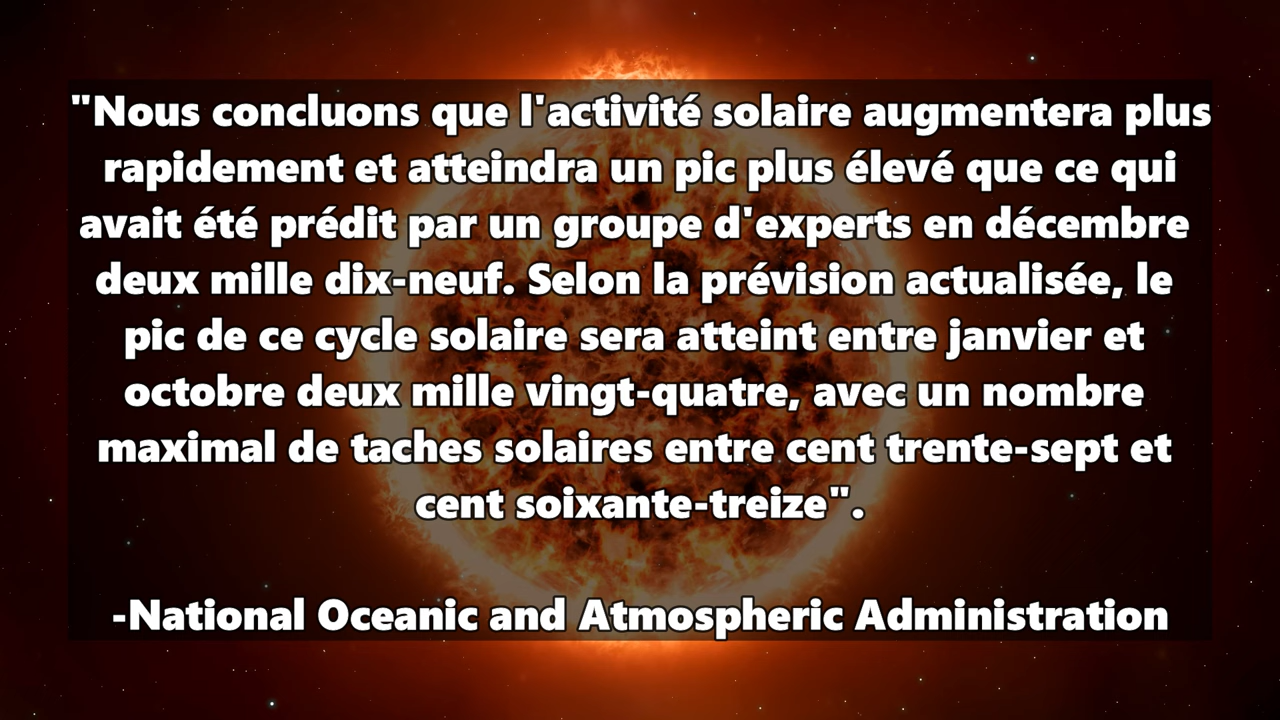 "Nous concluons que l'activité solaire augmentera plus
rapidement et atteindra un pic plus élevé que ce qui
avait été prédit par un groupe d'experts en décembre
deux mille dix-neuf. Selon la prévision actualisée, le
pic de ce cycle solaire sera atteint entre janvier et
octobre deux mille vingt-quatre, avec un nombre
maximal de taches solaires entre cent trente-sept et
cent soixante-treize".
-National Oceanic and Atmospheric Administration